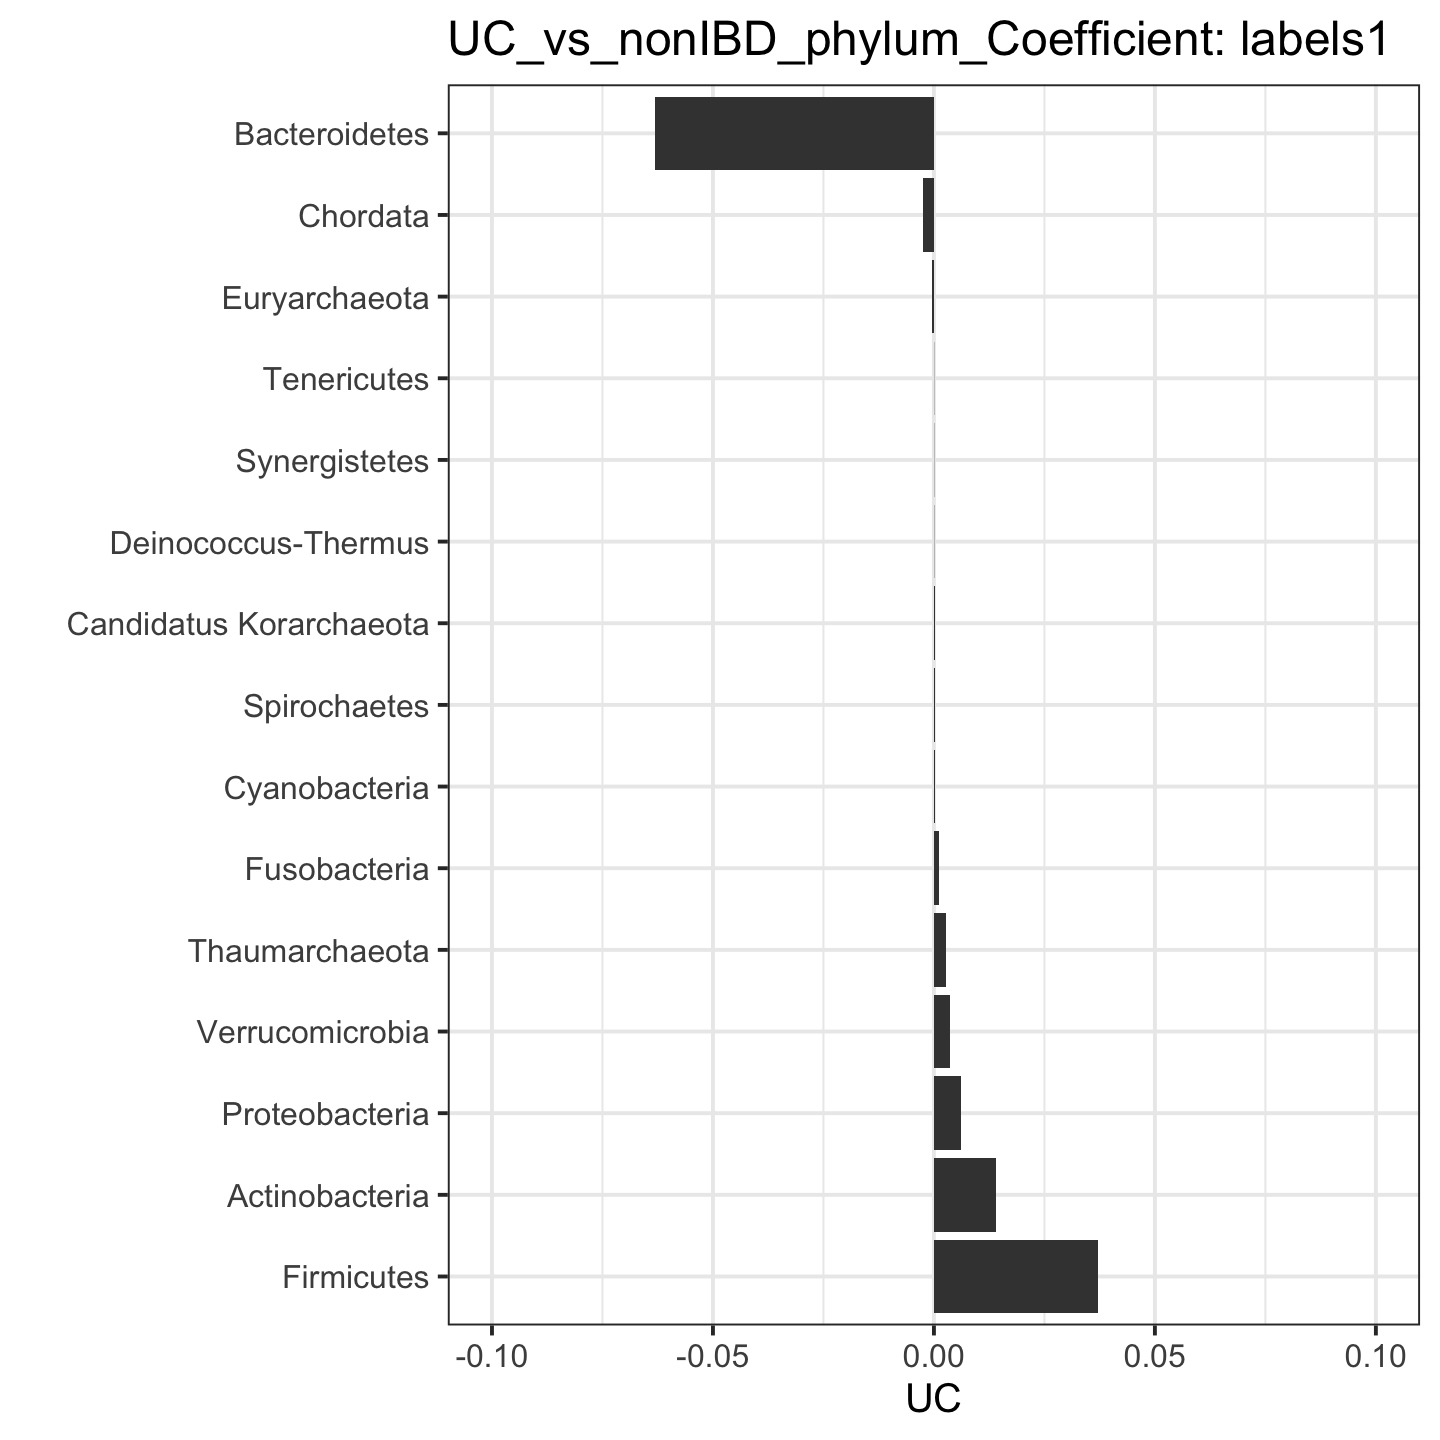 UC_vs_nonIBD_phylum_Coefficient: labels1
Bacteroidetes
Chordata
Euryarchaeota
Tenericutes
Synergistetes
Deinococcus-Thermus
Candidatus Korarchaeota
Spirochaetes
Cyanobacteria
Fusobacteria
Thaumarchaeota
Verrucomicrobia
Proteobacteria
Actinobacteria
Firmicutes
-0.10 -0.05 0.00 0.05 0.10
UC